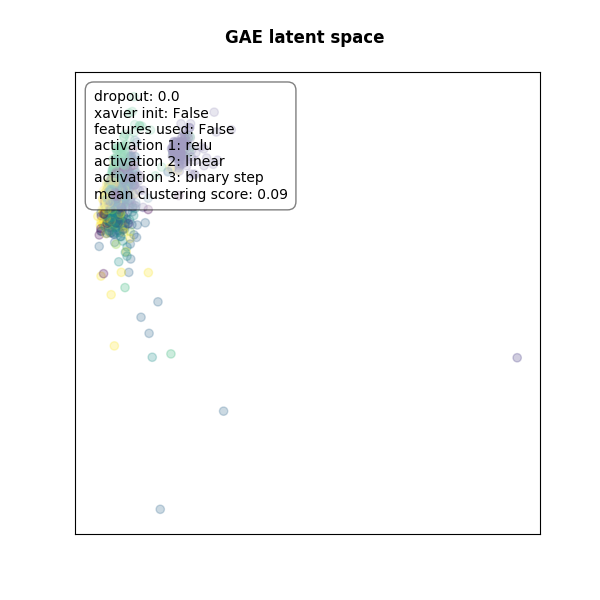 GAE latent space
dropout: 0.0
xavier init: False
features used: False
activation 1: relu
activation 2: linear
activation 3: binary step
mean clustering score: 0.09